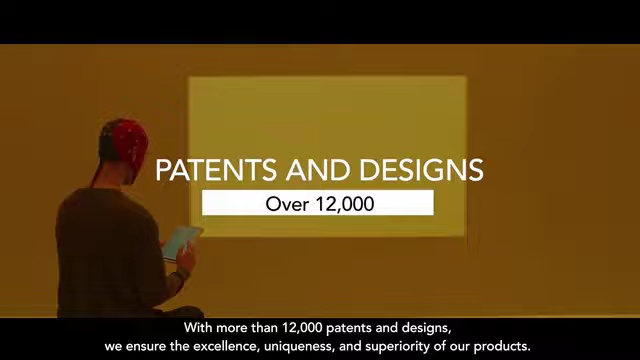 PATENTS AND DESIGNS
Over 12,000
With more than 12,000 patents and designs,
we ensure the excellence, uniqueness, and superiority of our products.